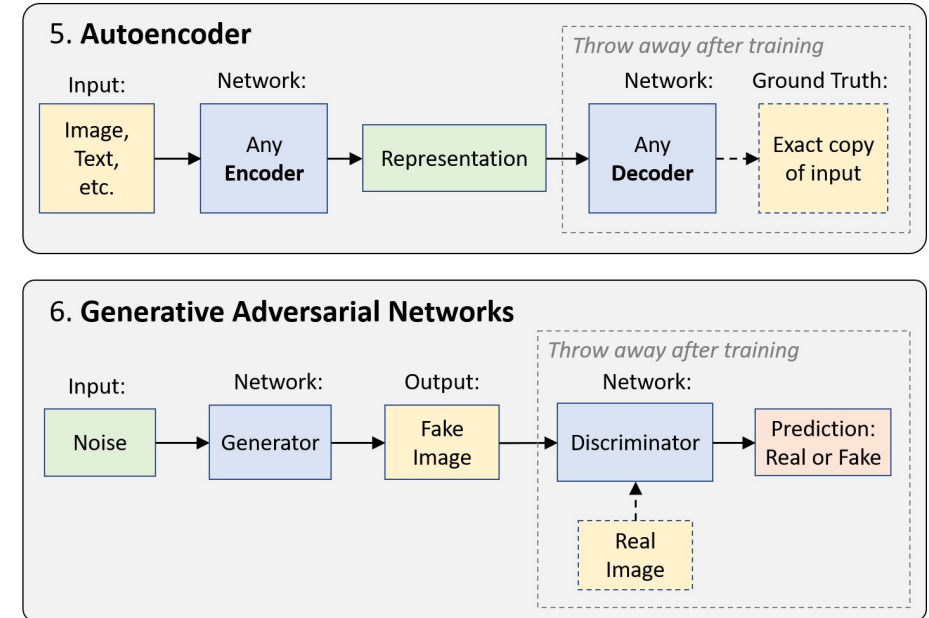 5. Autoencoder
Throw away after training
Input:
Network:
Network:
Ground Truth:
Image,
Text,
etc.
Any
Encoder
Representation
Any
Decoder
Exact copy
of input
6. Generative Adversarial Networks
Throw away after training
Input:
Network:
Output:
Network:
Noise
Generator
Fake
Image
Discriminator
Prediction:
Real or Fake
Real
Image